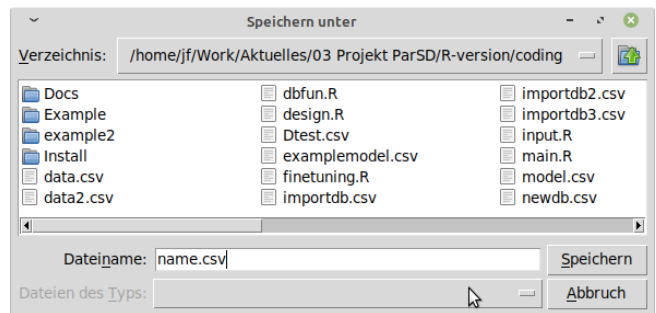 Speichern unter
Verzeichnis: /home/jf/Work/Aktuelles/03 Projekt ParSD/R-version/coding
Docs dbfun.R importdb2.csv
Example design.R importdb3.csv
example2 Dtest.csv input.R
Install examplemodel.csv main.R
data.csv finetuning.R model.csv
data2.csv importdb.csv newdb.csv
Dateiname: name.csv Speichern
Dateien des Typs: Abbruch